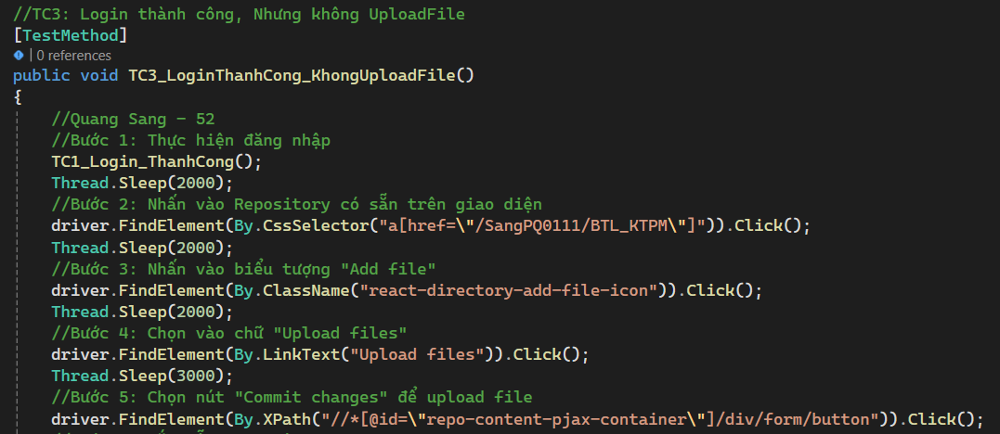 //TC3: Login thành công, Nhưng không UploadFile
[TestMethod]
| 0 references
public void TC3_LoginThanhCong_KhongUploadFile()
{
//Quang Sang - 52
//Bước 1: Thực hiện đăng nhập
TC1_Login_ThanhCong();
Thread.Sleep(2000);
//Bước 2: Nhấn vào Repository có sẵn trên giao diện
driver.FindElement(By.CssSelector("a[href=\"/SangPQ0111/BTL_KTPM\"]")).Click();
Thread.Sleep(2000);
//Bước 3: Nhấn vào biểu tượng "Add file"
driver.FindElement(By.ClassName("react-directory-add-file-icon")).Click();
Thread.Sleep(2000);
//Bước 4: Chọn vào chữ "Upload files"
driver.FindElement(By.LinkText("Upload files")).Click();
Thread.Sleep(3000);
//Bước 5: Chọn nút "Commit changes" để upload file
driver.FindElement(By.XPath("//*[@id=\"repo-content-pjax-container\"]/div/form/button")).Click();